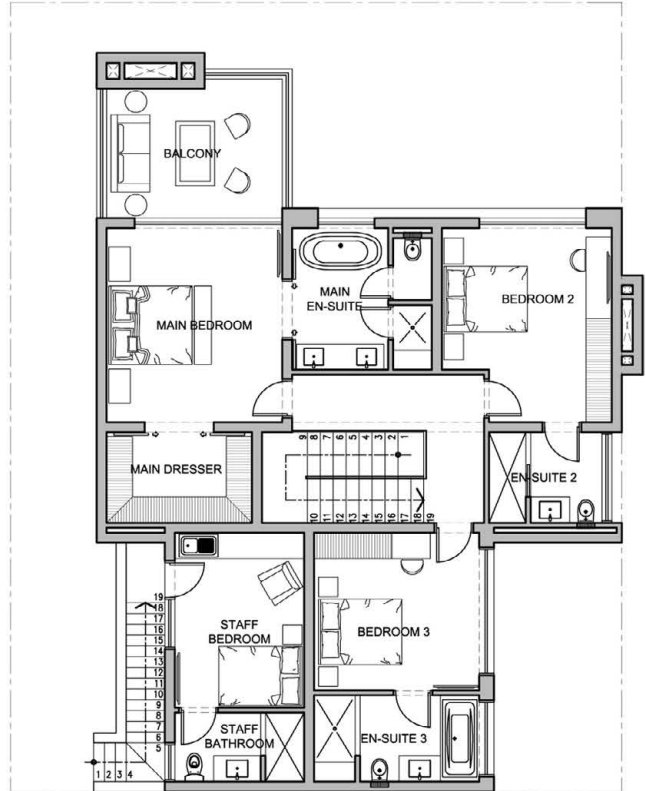 BALCONY
MAIN
EN-SUITE
BEDROOM 2
MAIN BEDROOM
9 8 7 6 5 4 3 2 1
MAIN DRESSER
EN-SUITE 2
10 11 12 13 14 15 16 17 18 19
19
18
17
16
15
14
13
12
11
10
9
8
7
6
5
1 2 3 4
STAFF
BEDROOM
BEDROOM 3
STAFF
BATHROOM
EN-SUITE 3